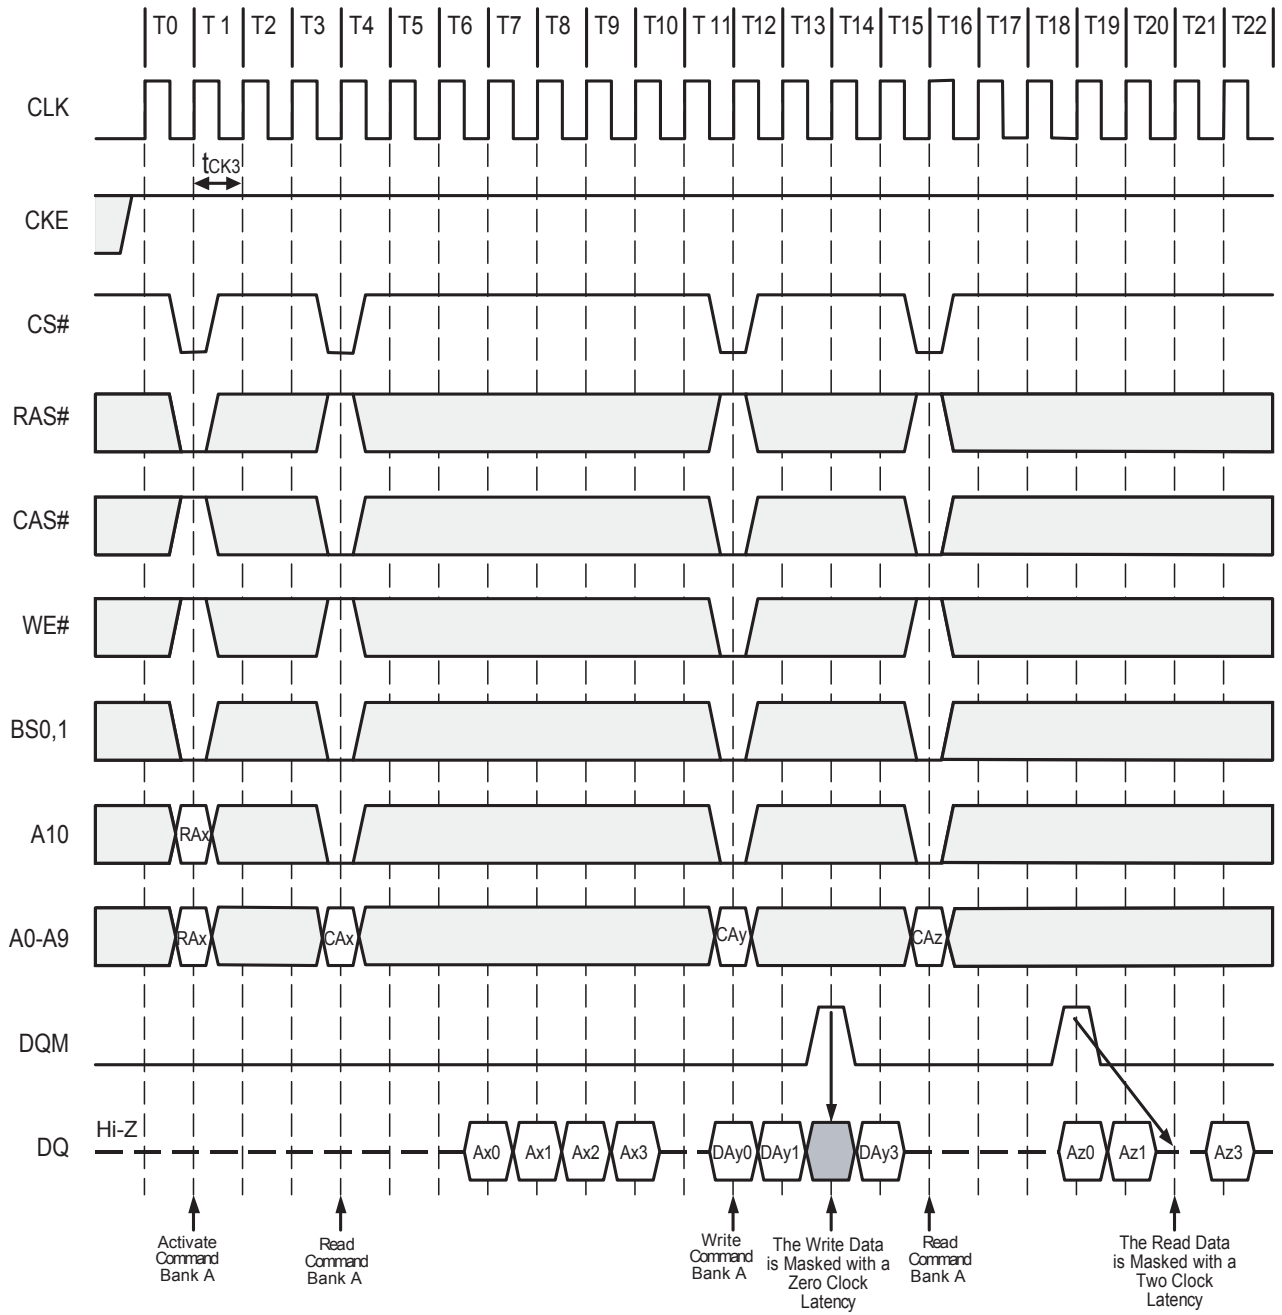 T0 T 1 T2 T3 T4 T5 T6 T7 T8 T9 T10 T 11 T12 T13 T14 T15 T16 T17 T18 T19 T20 T21 T22
CLK
tCK3
CKE
CS#
RAS#
CAS#
WE#
BS0,1
A10
RAx
A0-A9
RAx CAx CAy CAz
DQM
DQ
Hi-Z
Ax0 Ax1 Ax2 Ax3 DAy0 DAy1 DAy3 Az0 Az1 Az3
Activate
Command
Bank A
Read
Command
Bank A
Write
Command
Bank A
The Write Data
is Masked with a
Zero Clock
Latency
Read
Command
Bank A
The Read Data
is Masked with a
Two Clock
Latency